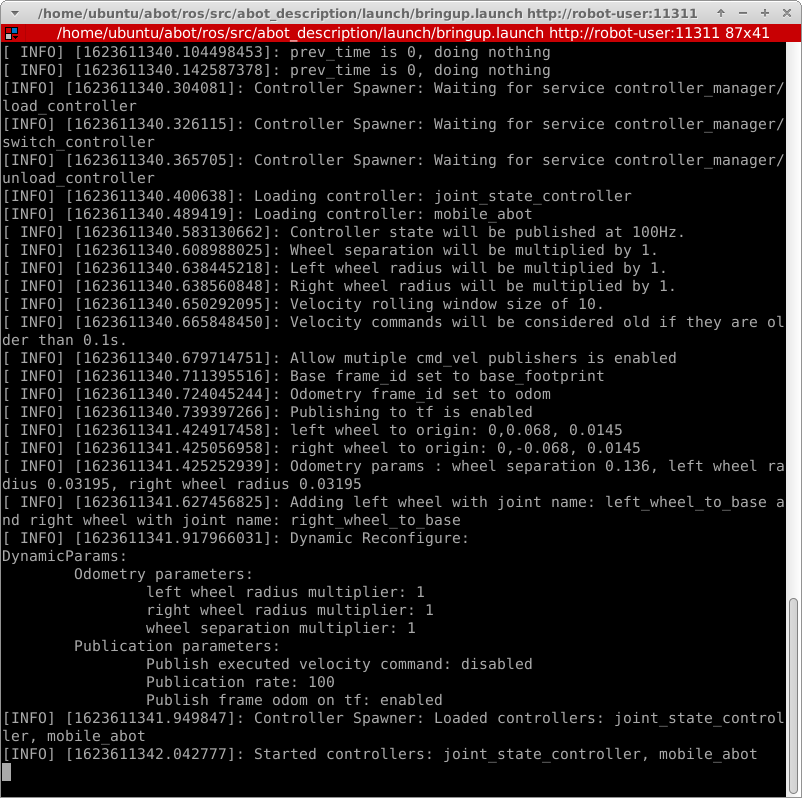 /home/ubuntu/abot/ros/src/abot_description/launch/bringup.launch http://robot-user:11311
/home/ubuntu/abot/ros/src/abot_description/launch/bringup.launch http://robot-user:11311 87x41
[ INFO] [1623611340.104498453]: prev_time is 0, doing nothing
[ INFO] [1623611340.142587378]: prev_time is 0, doing nothing
[INFO] [1623611340.304081]: Controller Spawner: Waiting for service controller_manager/
load_controller
[INFO] [1623611340.326115]: Controller Spawner: Waiting for service controller_manager/
switch_controller
[INFO] [1623611340.365705]: Controller Spawner: Waiting for service controller_manager/
unload_controller
[INFO] [1623611340.400638]: Loading controller: joint_state_controller
[INFO] [1623611340.489419]: Loading controller: mobile_abot
[ INFO] [1623611340.583130662]: Controller state will be published at 100Hz.
[ INFO] [1623611340.608988025]: Wheel separation will be multiplied by 1.
[ INFO] [1623611340.638445218]: Left wheel radius will be multiplied by 1.
[ INFO] [1623611340.638560848]: Right wheel radius will be multiplied by 1.
[ INFO] [1623611340.650292095]: Velocity rolling window size of 10.
[ INFO] [1623611340.665848450]: Velocity commands will be considered old if they are ol
der than 0.1s.
[ INFO] [1623611340.679714751]: Allow mutiple cmd_vel publishers is enabled
[ INFO] [1623611340.711395516]: Base frame_id set to base_footprint
[ INFO] [1623611340.724045244]: Odometry frame_id set to odom
[ INFO] [1623611340.739397266]: Publishing to tf is enabled
[ INFO] [1623611341.424917458]: left wheel to origin: 0,0.068, 0.0145
[ INFO] [1623611341.425056958]: right wheel to origin: 0,-0.068, 0.0145
[ INFO] [1623611341.425252939]: Odometry params : wheel separation 0.136, left wheel ra
dius 0.03195, right wheel radius 0.03195
[ INFO] [1623611341.627456825]: Adding left wheel with joint name: left_wheel_to_base a
nd right wheel with joint name: right_wheel_to_base
[ INFO] [1623611341.917966031]: Dynamic Reconfigure:
DynamicParams:
Odometry parameters:
left wheel radius multiplier: 1
right wheel radius multiplier: 1
wheel separation multiplier: 1
Publication parameters:
Publish executed velocity command: disabled
Publication rate: 100
Publish frame odom on tf: enabled
[INFO] [1623611341.949847]: Controller Spawner: Loaded controllers: joint_state_control
ler, mobile_abot
[INFO] [1623611342.042777]: Started controllers: joint_state_controller, mobile_abot